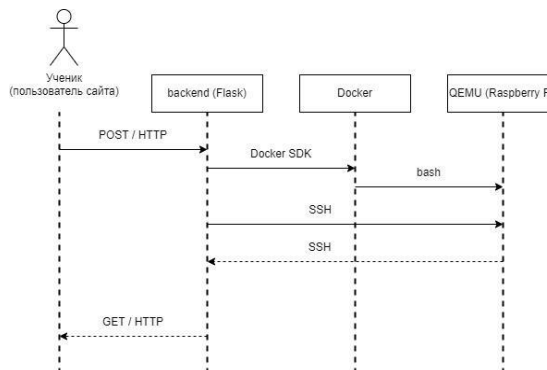 Ученик
(пользователь сайта)
backend (Flask)
Docker
QEMU (Raspberry
POST / HTTP
Docker SDK
bash
SSH
SSH
GET / HTTP